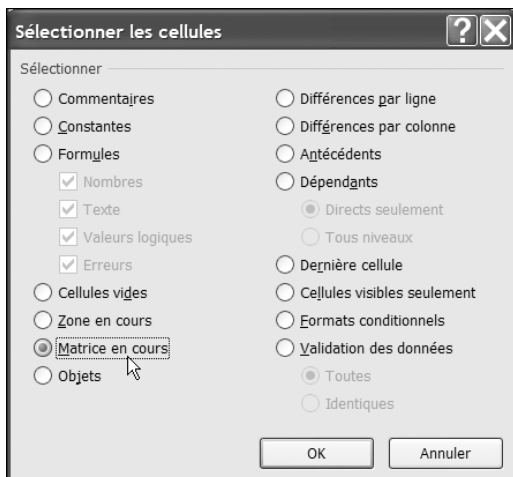 Sélectionner les cellules
Sélectionner
Commentaires
Constantes
Formules
Nombres
Texte
Valeurs logiques
Erreurs
Cellules vides
Zone en cours
Matrice en cours
Objets
Différences par ligne
Différences par colonne
Antécédents
Dépendants
Directs seulement
Tous niveaux
Dernière cellule
Cellules visibles seulement
Formats conditionnels
Validation des données
Toutes
Identiques
OK
Annuler